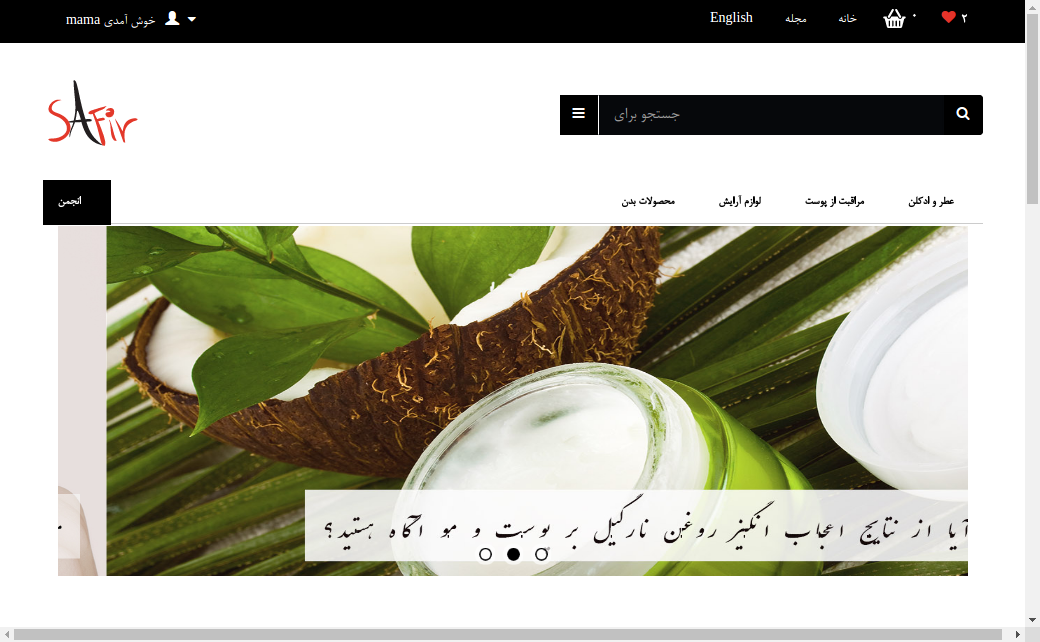 ۲ ۰ خانه مجله English
خوش آمدی mama
SAFir
جستجو برای
عطر و ادکلن مراقبت از پوست لوازم آرایش محصولات بدن
انجمن
آیا از نتایج اعجاب انگیز روغن نارگیل بر پوست و مو آگاه هستید؟